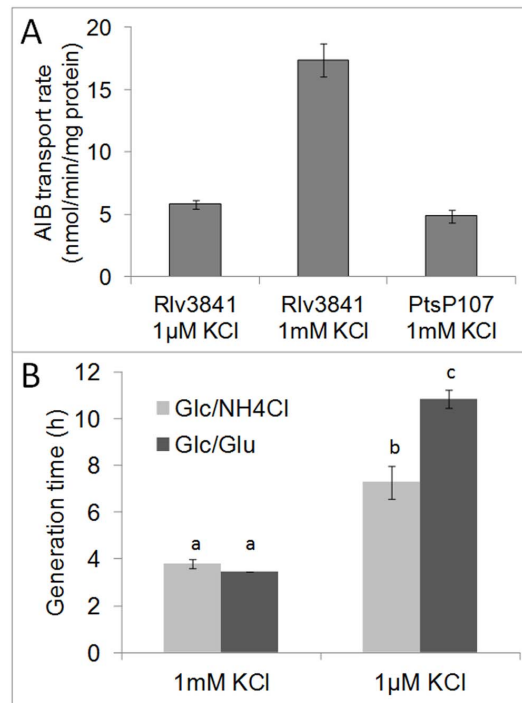 A
AIB transport rate
(nmol/min/mg protein)
20
15
10
5
0
Rlv3841
1µM KCl
Rlv3841
1mM KCl
PtsP107
1mM KCl
B
Generation time (h)
12
10
8
6
4
2
0
Glc/NH4Cl
Glc/Glu
a
a
b
c
1mM KCl
1µM KCl